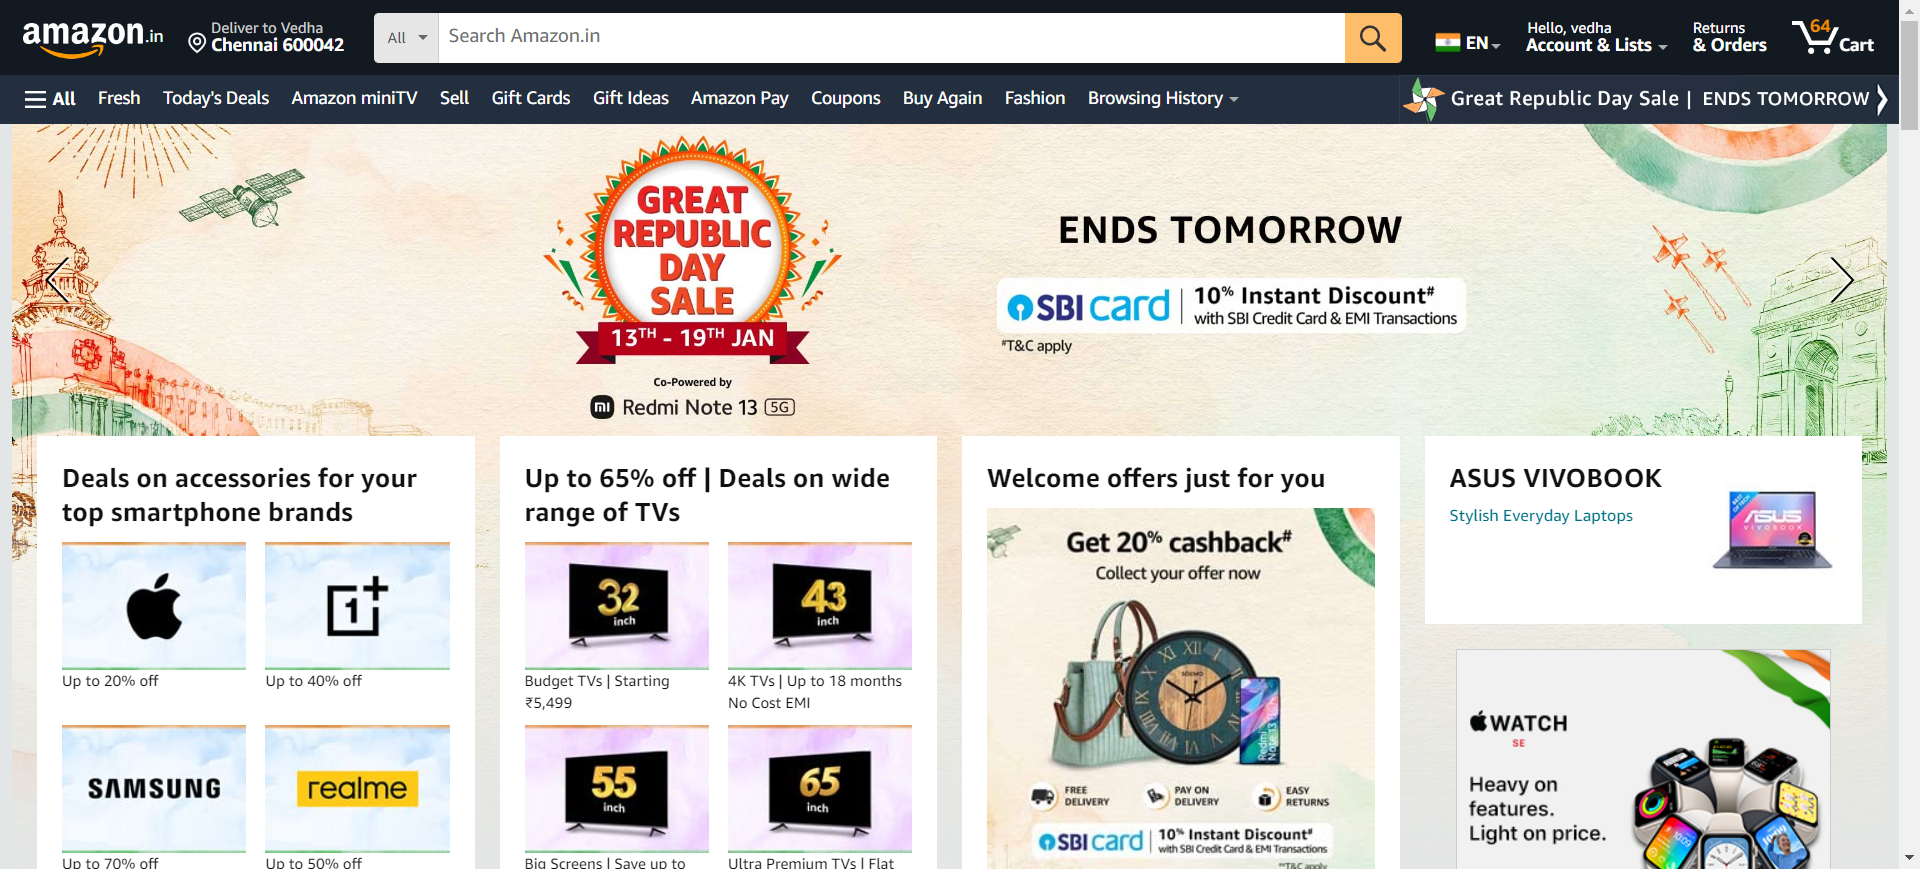 amazon.in
Deliver to Vedha
Chennai 600042
All
Search Amazon.in
EN
Hello, vedha
Account & Lists
Returns
& Orders
64
Cart
All
Fresh
Today's Deals
Amazon miniTV
Sell
Gift Cards
Gift Ideas
Amazon Pay
Coupons
Buy Again
Fashion
Browsing History
Great Republic Day Sale | ENDS TOMORROW
GREAT
REPUBLIC
DAY
SALE
13TH - 19TH JAN
Co-Powered by
mi Redmi Note 13 5G
ENDS TOMORROW
SBI card
10% Instant Discount#
with SBI Credit Card & EMI Transactions
#T&C apply
Deals on accessories for your
top smartphone brands
1+
Up to 20% off
Up to 40% off
SAMSUNG
realme
Up to 70% off
Up to 50% off
Up to 65% off | Deals on wide
range of TVs
32
inch
43
inch
Budget TVs | Starting
₹5,499
4K TVs | Up to 18 months
No Cost EMI
55
inch
65
inch
Big Screens | Save up to
Ultra Premium TVs | Flat
Welcome offers just for you
Get 20% cashback#
Collect your offer now
XII
Redmi
Note 13
FREE
DELIVERY
PAY ON
DELIVERY
EASY
RETURNS
SBI card
10% Instant Discount#
with SBI Credit Card & EMI Transactions
**T&C apply
ASUS VIVOBOOK
Stylish Everyday Laptops
ASUS
VIVOBOOK
WATCH
SE
Heavy on
features.
Light on price.